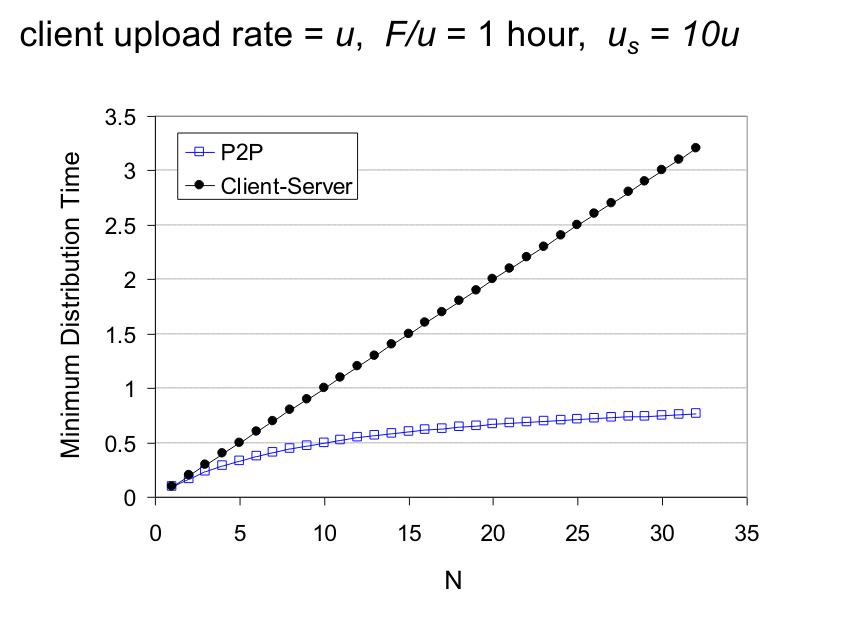 client upload rate = u, F/u = 1 hour, uₛ = 10u
3.5
3
2.5
2
1.5
1
0.5
0
Minimum Distribution Time
P2P
Client-Server
0 5 10 15 20 25 30 35
N